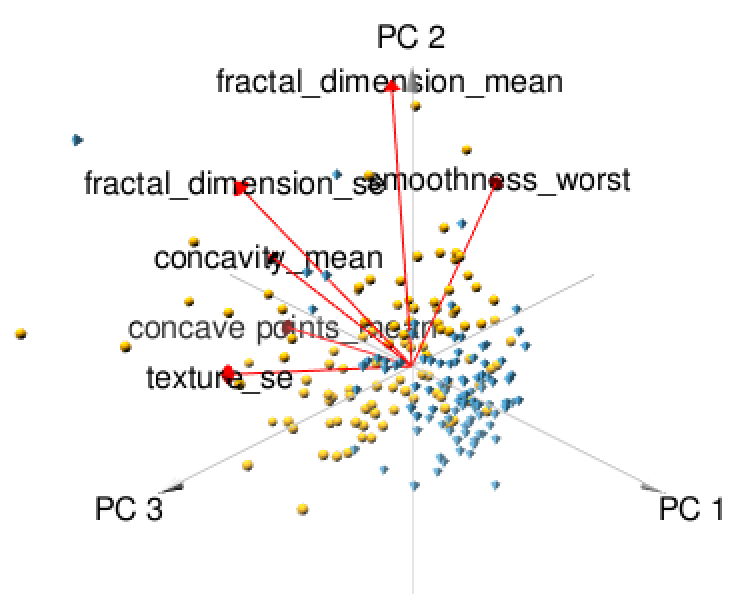 PC 2
fractal_dimension_mean
fractal_dimension_se
smoothness_worst
concavity_mean
concave points_mean
texture_se
PC 3
PC 1